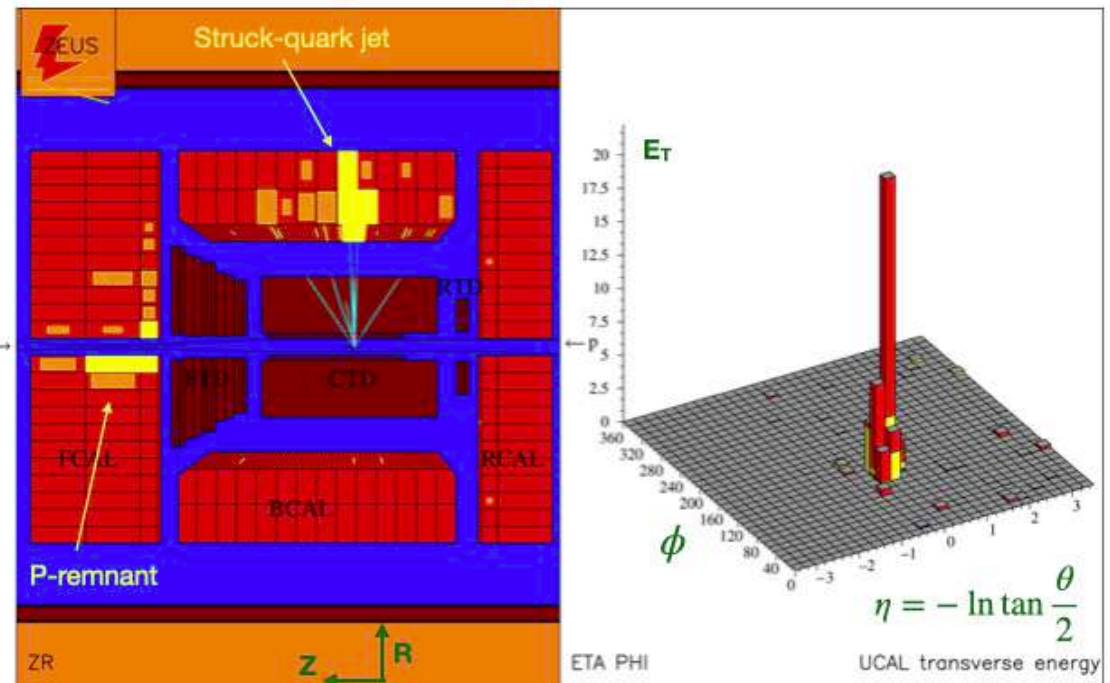 ZEUS
Struck-quark jet
RTD
FTD
CTD
FCAL
RCAL
BCAL
P-remnant
R
Z
ZR
← P
E_T
20
17.5
15
12.5
10
7.5
5
2.5
0
360
320
280
240
200
160
120
80
40
0
−3
−2
−1
0
1
2
3
ϕ
η = − ln tan θ/2
ETA PHI
UCAL transverse energy